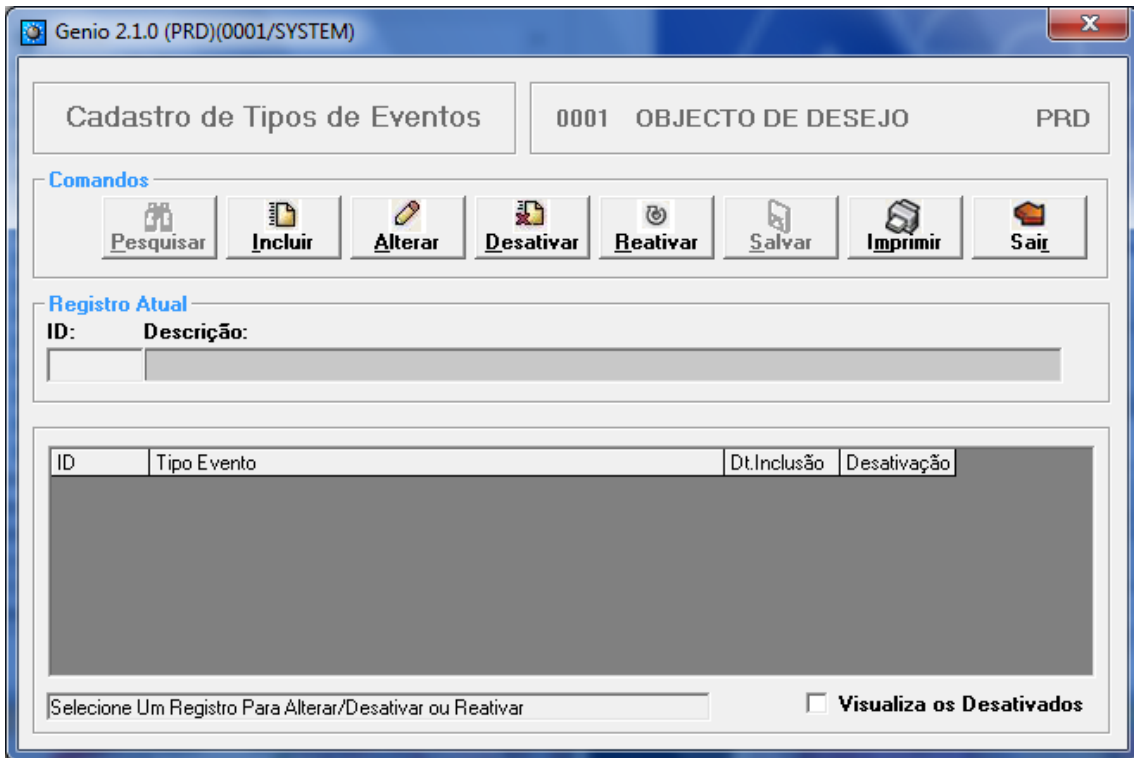 Genio 2.1.0 (PRD)(0001/SYSTEM)
x
Cadastro de Tipos de Eventos
0001 OBJECTO DE DESEJO PRD
Comandos
Pesquisar Incluir Alterar Desativar Reativar Salvar Imprimir Sair
Registro Atual
ID: Descrição:
ID Tipo Evento Dt.Inclusão Desativação
Selecione Um Registro Para Alterar/Desativar ou Reativar
Visualiza os Desativados